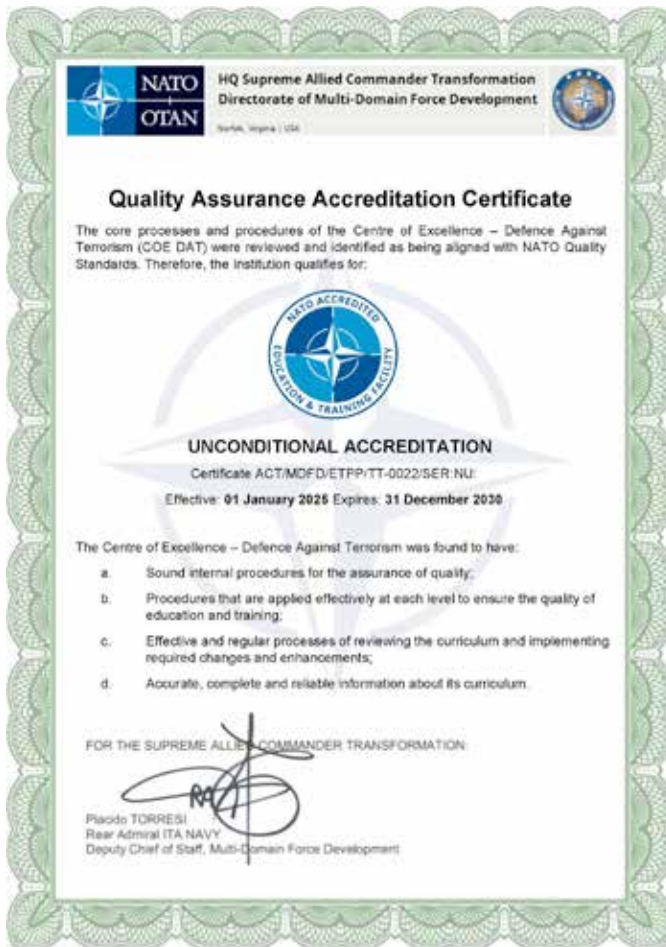 NATO
OTAN
HQ Supreme Allied Commander Transformation
Directorate of Multi-Domain Force Development
Norfolk, Virginia | USA
Quality Assurance Accreditation Certificate
The core processes and procedures of the Centre of Excellence – Defence Against
Terrorism (COE DAT) were reviewed and identified as being aligned with NATO Quality
Standards. Therefore, the Institution qualifies for:
NATO ACCREDITED
EDUCATION & TRAINING FACILITY
UNCONDITIONAL ACCREDITATION
Certificate ACT/MDFD/ETPP/TT-0022/SER:NU:
Effective: 01 January 2025 Expires: 31 December 2030
The Centre of Excellence – Defence Against Terrorism was found to have:
a. Sound internal procedures for the assurance of quality;
b. Procedures that are applied effectively at each level to ensure the quality of
education and training;
c. Effective and regular processes of reviewing the curriculum and implementing
required changes and enhancements;
d. Accurate, complete and reliable information about its curriculum.
FOR THE SUPREME ALLIED COMMANDER TRANSFORMATION:
Placido TORRESI
Rear Admiral ITA NAVY
Deputy Chief of Staff, Multi-Domain Force Development